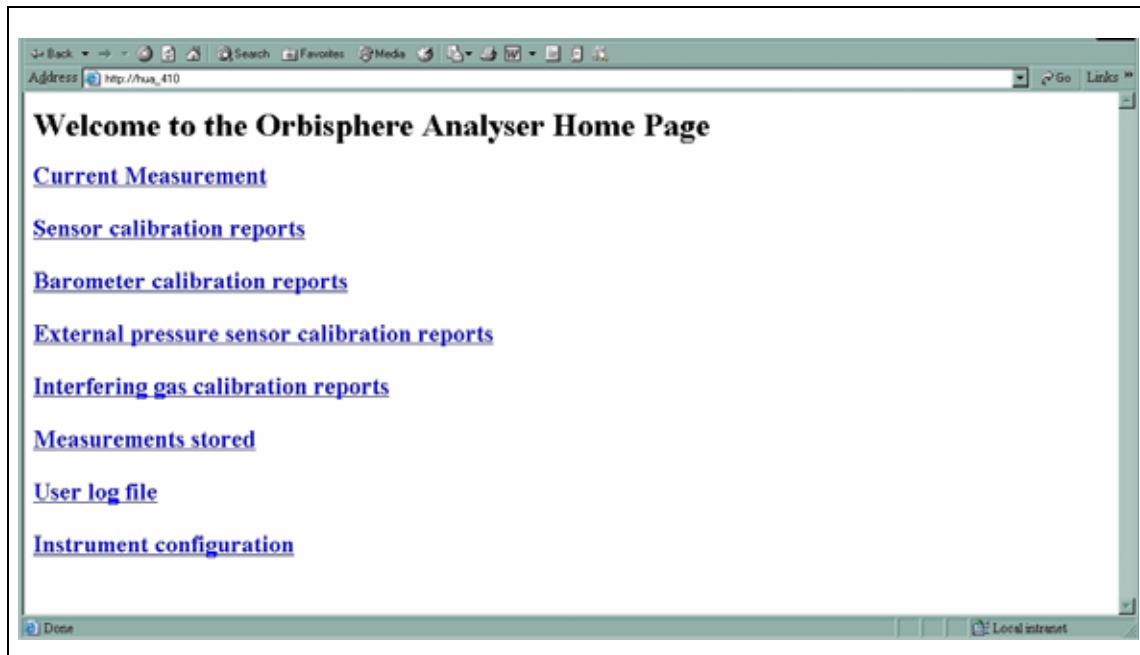 Back Search Favorites Media
Address http://hua_410 Go Links »
Welcome to the Orbisphere Analyser Home Page
Current Measurement
Sensor calibration reports
Barometer calibration reports
External pressure sensor calibration reports
Interfering gas calibration reports
Measurements stored
User log file
Instrument configuration
Done Local intranet